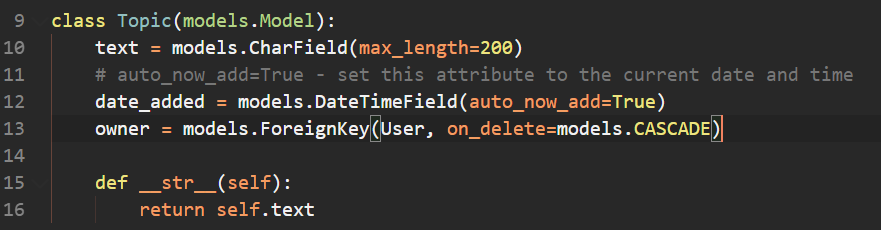 9 class Topic(models.Model):
10     text = models.CharField(max_length=200)
11     # auto_now_add=True - set this attribute to the current date and time
12     date_added = models.DateTimeField(auto_now_add=True)
13     owner = models.ForeignKey(User, on_delete=models.CASCADE)
14
15     def __str__(self):
16         return self.text